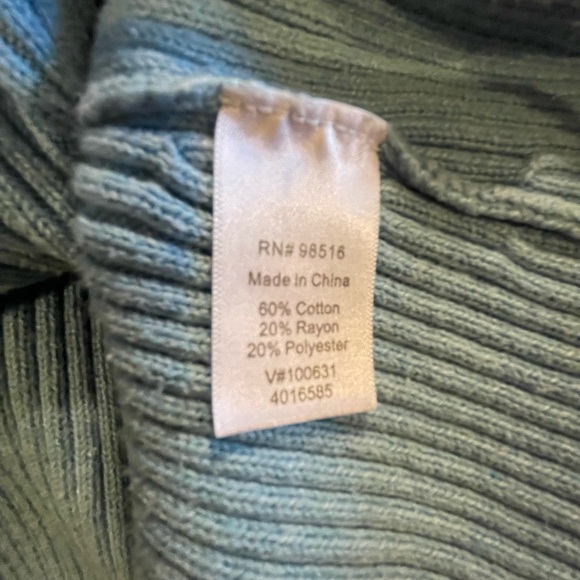 RN# 98516
Made in China
60% Cotton
20% Rayon
20% Polyester
V#100631
4016585